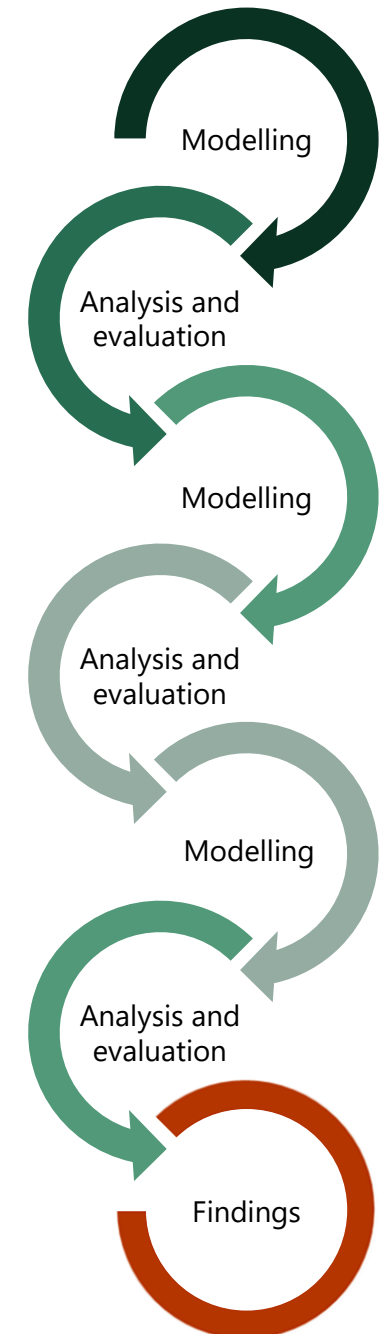 Modelling
Analysis and
evaluation
Modelling
Analysis and
evaluation
Modelling
Analysis and
evaluation
Findings